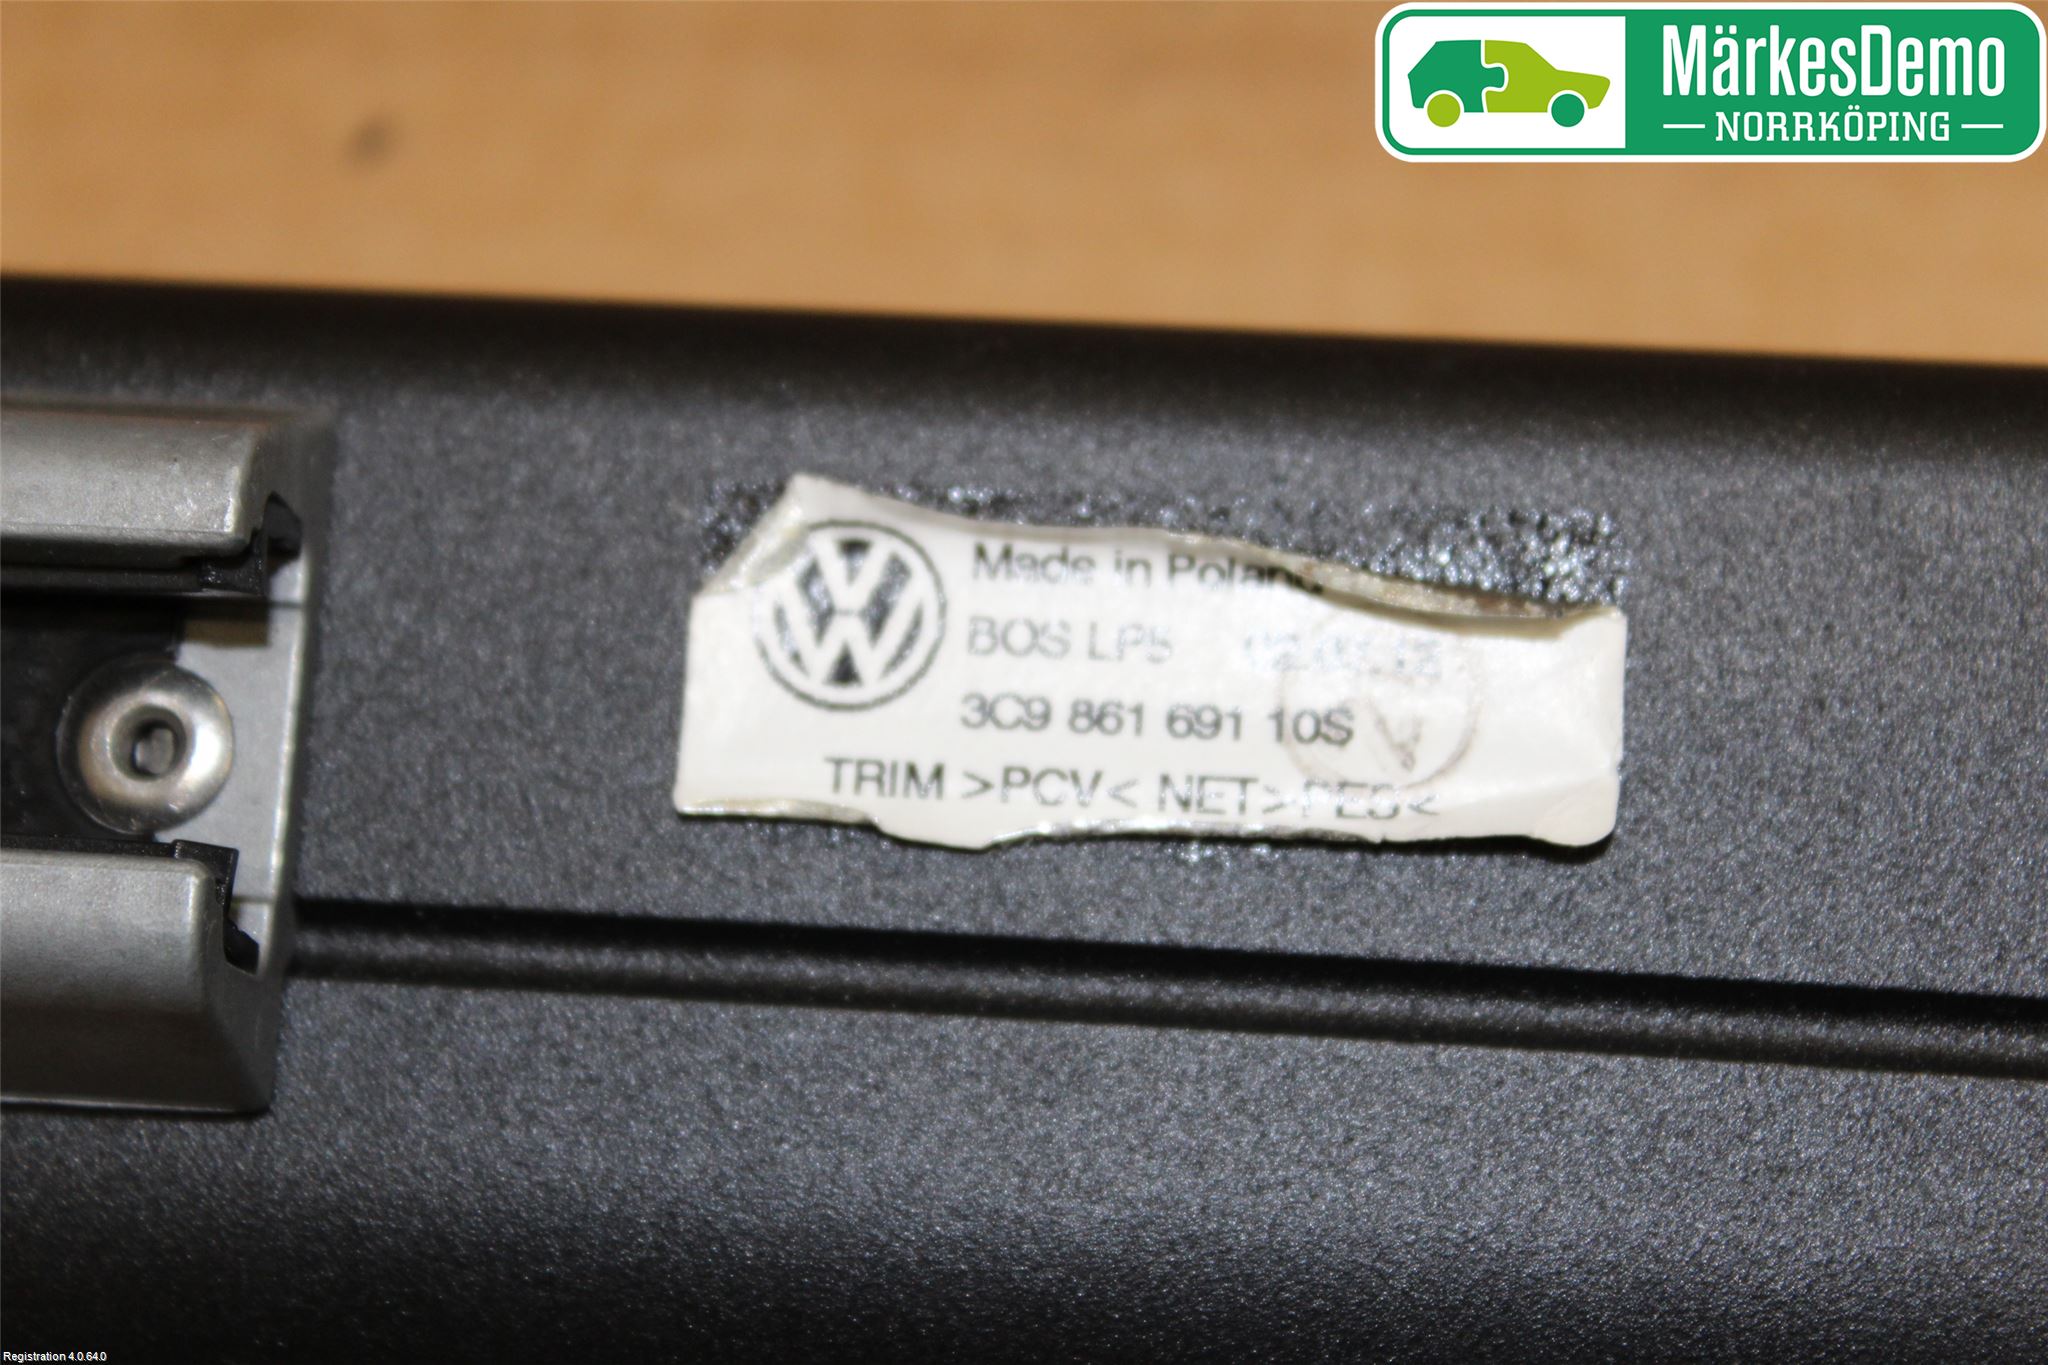 MärkesDemo
NORRKÖPING
Made in Poland
BOS LP5
3C9 861 691 10S
TRIM >PCV< NET>PES<
Registration 4.0.64.0